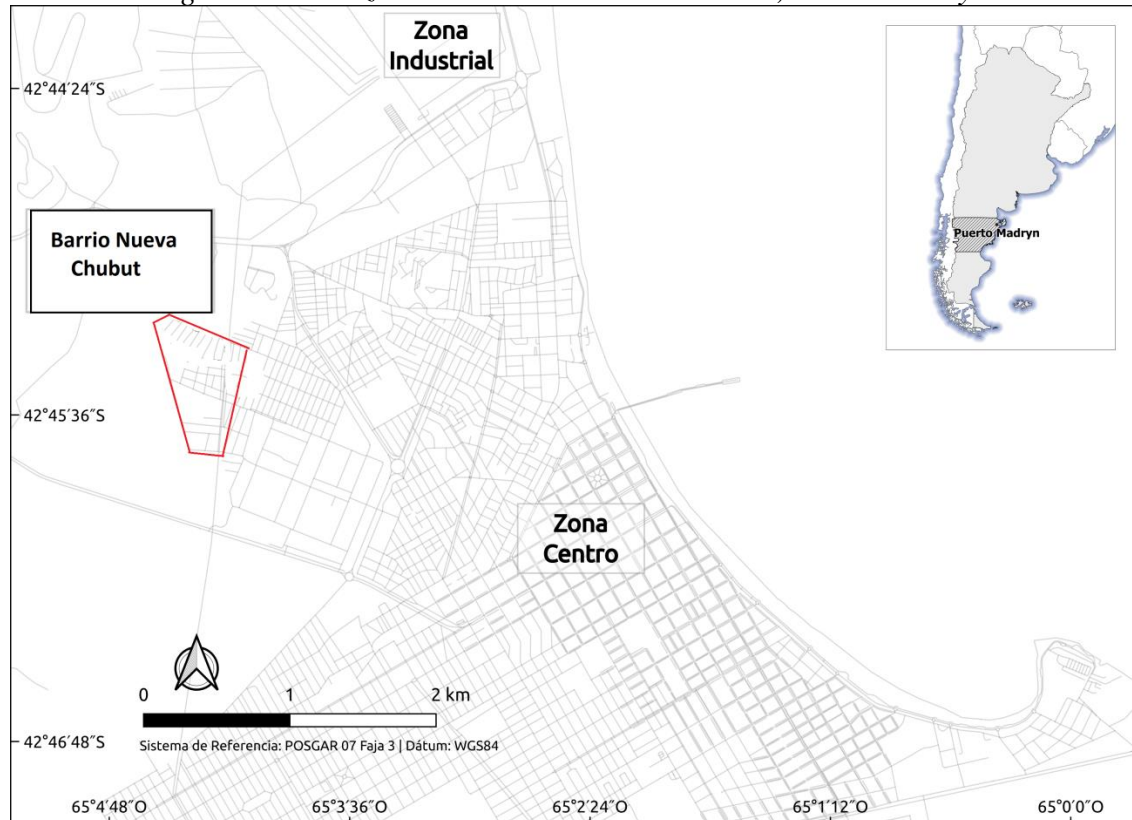 Zona
Industrial
42°44′24″S
Barrio Nueva
Chubut
Puerto Madryn
42°45′36″S
Zona
Centro
0 1 2 km
42°46′48″S
Sistema de Referencia: POSGAR 07 Faja 3 | Dátum: WGS84
65°4′48″O 65°3′36″O 65°2′24″O 65°1′12″O 65°0′0″O